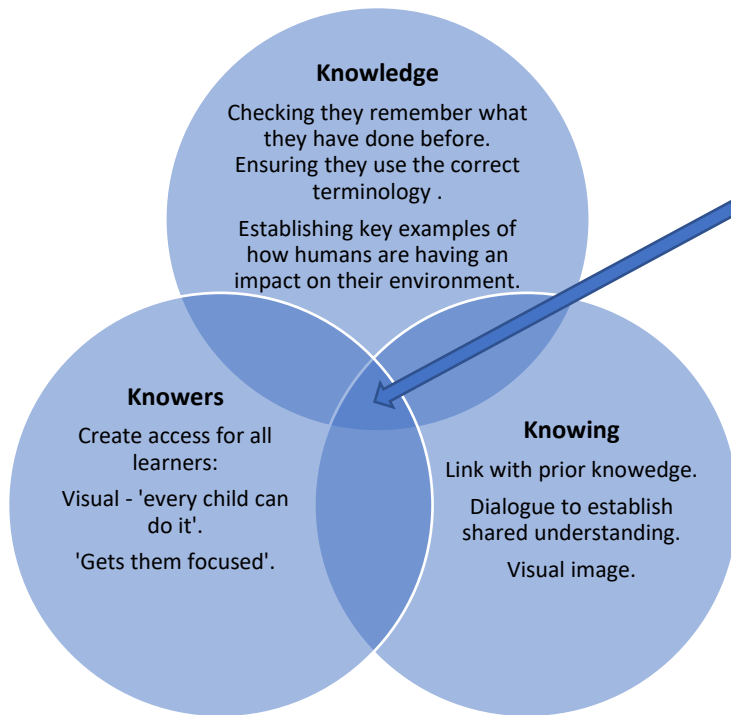 Knowledge
Checking they remember what
they have done before.
Ensuring they use the correct
terminology .
Establishing key examples of
how humans are having an
impact on their environment.
Knowers
Create access for all
learners:
Visual - 'every child can
do it'.
'Gets them focused'.
Knowing
Link with prior knowedge.
Dialogue to establish
shared understanding.
Visual image.